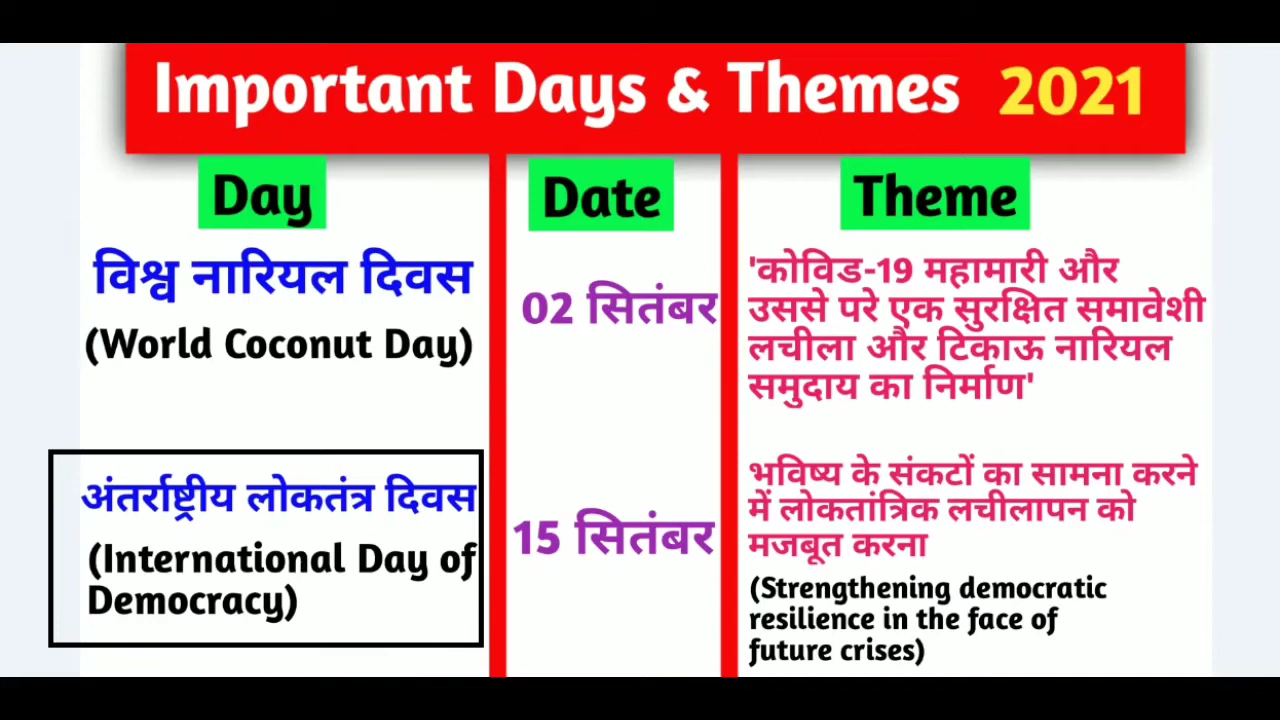 Important Days & Themes 2021
Day
Date
Theme
विश्व नारियल दिवस
(World Coconut Day)
02 सितंबर
'कोविड-19 महामारी और
उससे परे एक सुरक्षित समावेशी
लचीला और टिकाऊ नारियल
समुदाय का निर्माण'
अंतर्राष्ट्रीय लोकतंत्र दिवस
(International Day of
Democracy)
15 सितंबर
भविष्य के संकटों का सामना करने
में लोकतांत्रिक लचीलापन को
मजबूत करना
(Strengthening democratic
resilience in the face of
future crises)